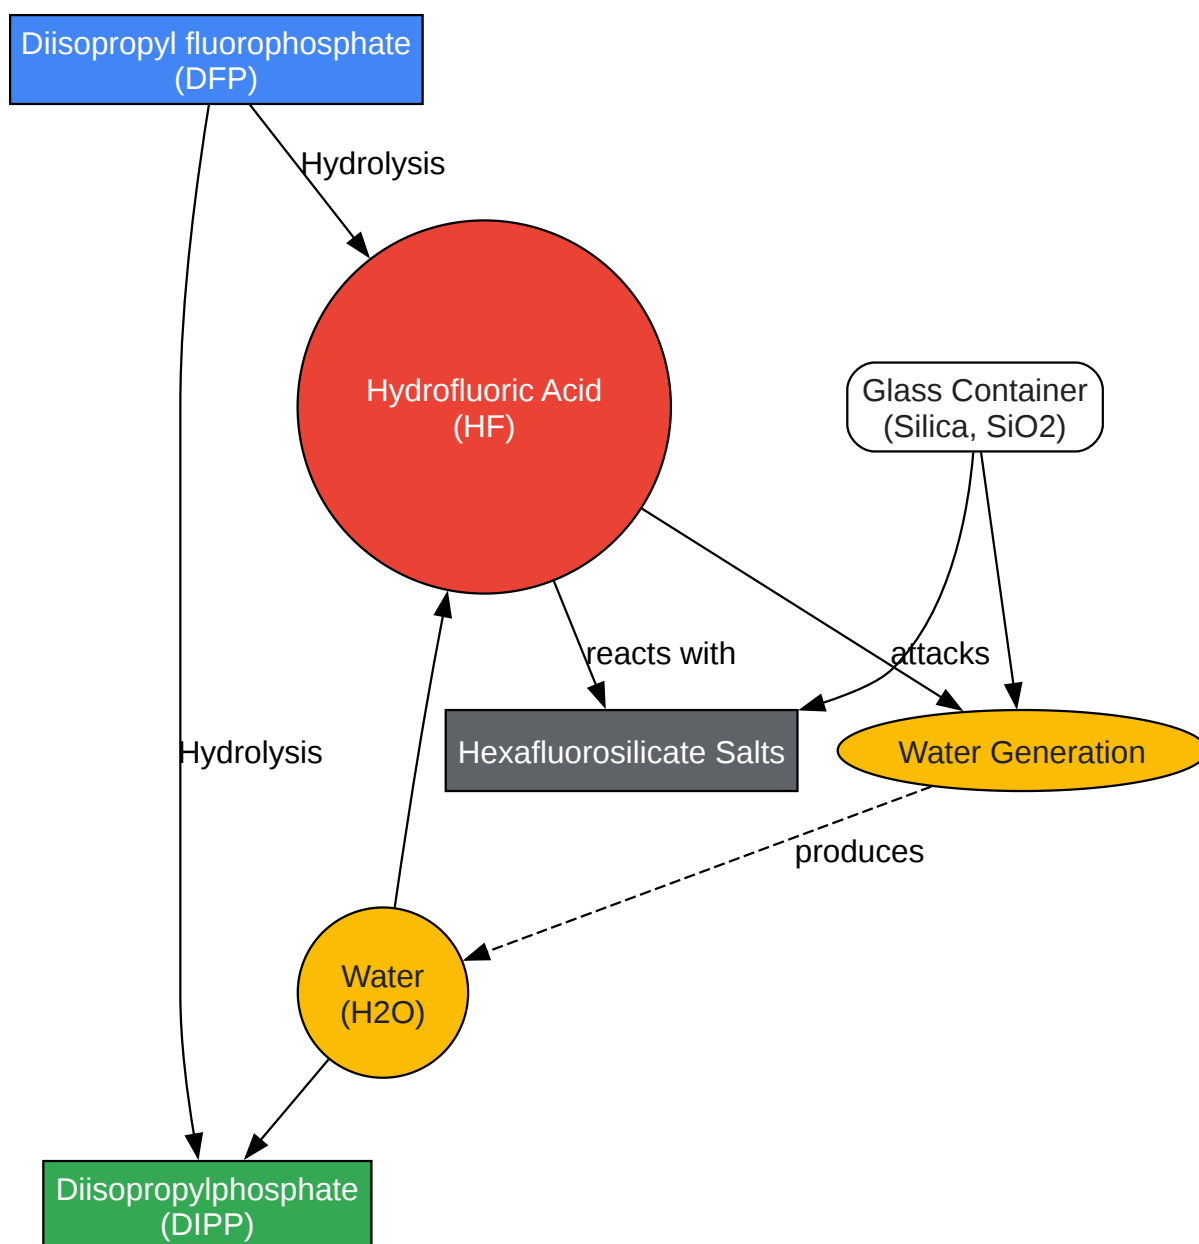 Diisopropyl fluorophosphate
(DFP)
Hydrolysis
Hydrofluoric Acid
(HF)
Glass Container
(Silica, SiO2)
reacts with
attacks
Hydrolysis
Hexafluorosilicate Salts
Water Generation
produces
Water
(H2O)
Diisopropylphosphate
(DIPP)